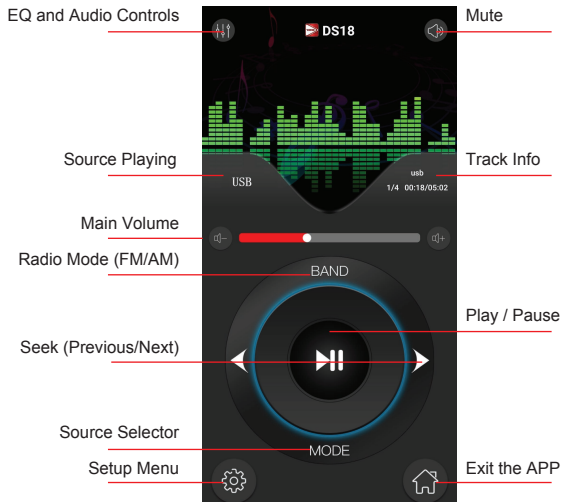 EQ and Audio Controls
Mute
DS18
Source Playing
Track Info
USB
usb
1/4 00:18/05:02
Main Volume
Radio Mode (FM/AM)
BAND
Play / Pause
Seek (Previous/Next)
Source Selector
MODE
Setup Menu
Exit the APP